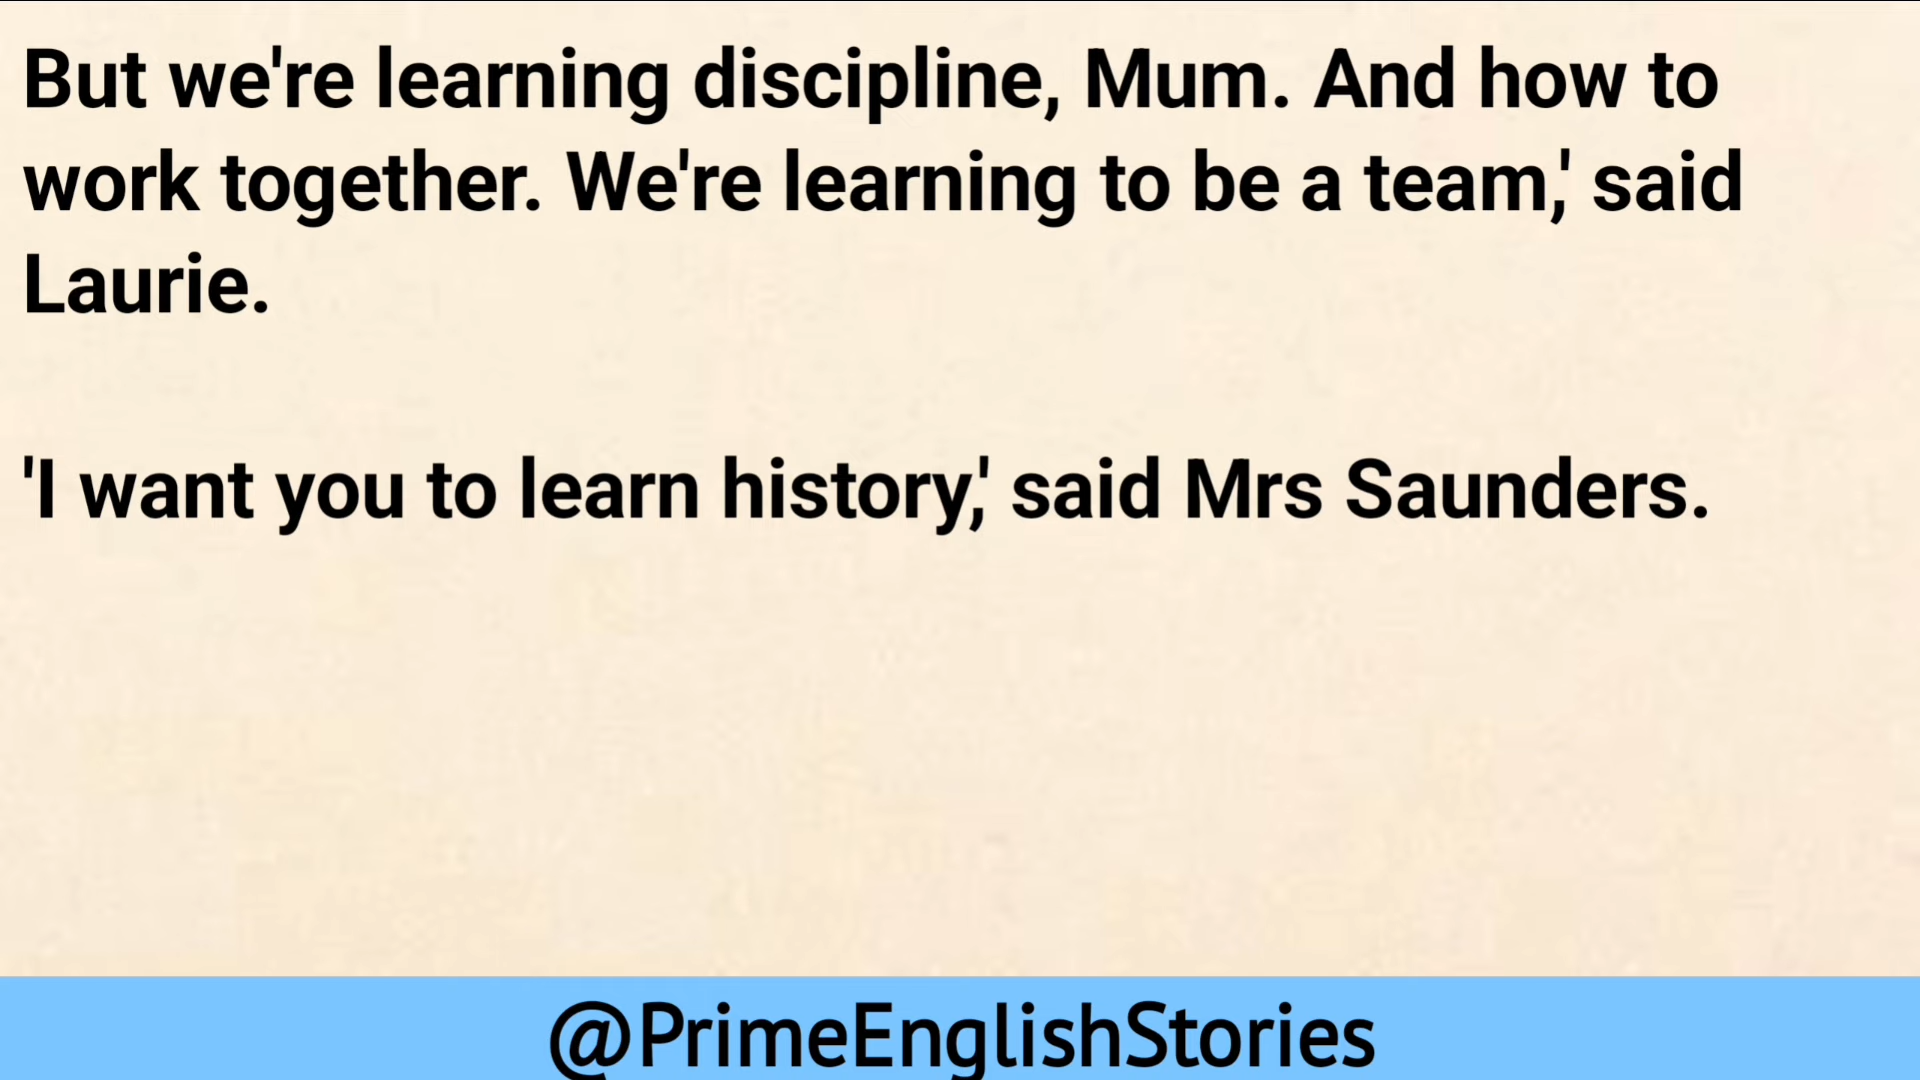 But we're learning discipline, Mum. And how to
work together. We're learning to be a team,' said
Laurie.
'I want you to learn history,' said Mrs Saunders.
@PrimeEnglishStories